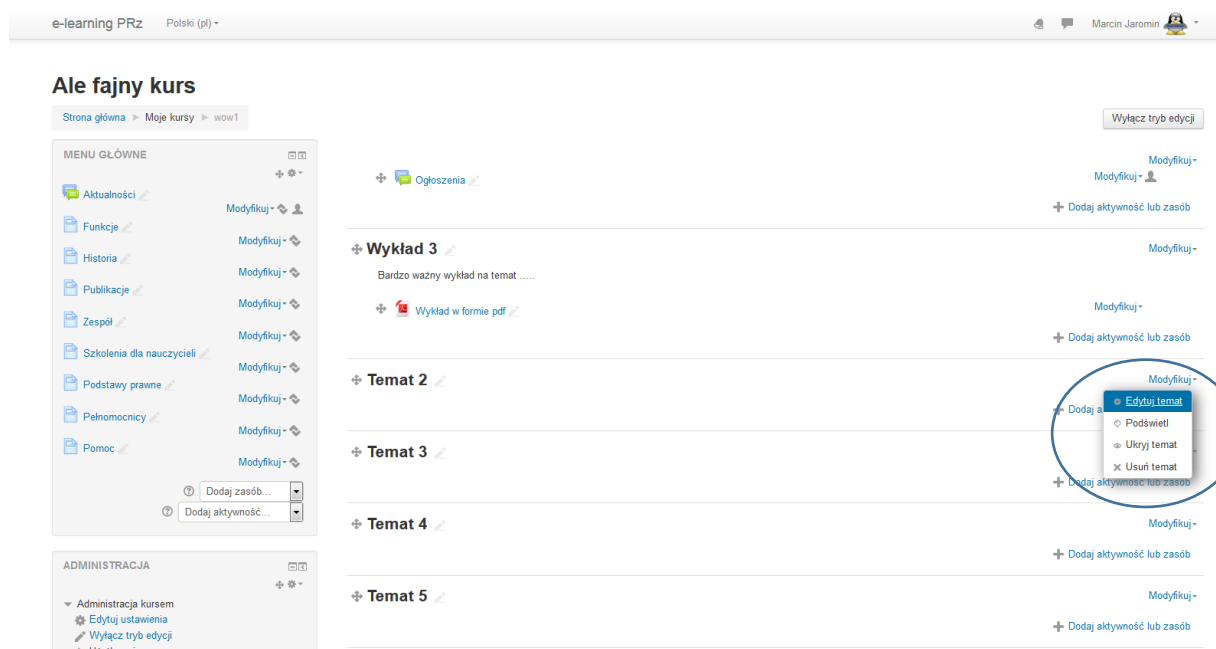 e-learning PRz Polski (pl)
Marcin Jaromin
Ale fajny kurs
Strona główna Moje kursy wow1
Wyłącz tryb edycji
MENU GŁÓWNE
Aktualności
Modyfikuj
Funkcje
Modyfikuj
Historia
Modyfikuj
Publikacje
Modyfikuj
Zespół
Modyfikuj
Szkolenia dla nauczycieli
Modyfikuj
Podstawy prawne
Modyfikuj
Pełnomocnicy
Modyfikuj
Pomoc
Modyfikuj
Dodaj zasób...
Dodaj aktywność...
ADMINISTRACJA
Administracja kursem
Edytuj ustawienia
Wyłącz tryb edycji
Modyfikuj
Ogłoszenia
Modyfikuj
Dodaj aktywność lub zasób
Wykład 3
Modyfikuj
Bardzo ważny wykład na temat .....
Wykład w formie pdf
Modyfikuj
Dodaj aktywność lub zasób
Temat 2
Modyfikuj
Edytuj temat
Podświetl
Ukryj temat
Usuń temat
Dodaj a
Temat 3
Dodaj aktywność lub zasób
Temat 4
Modyfikuj
Dodaj aktywność lub zasób
Temat 5
Modyfikuj
Dodaj aktywność lub zasób